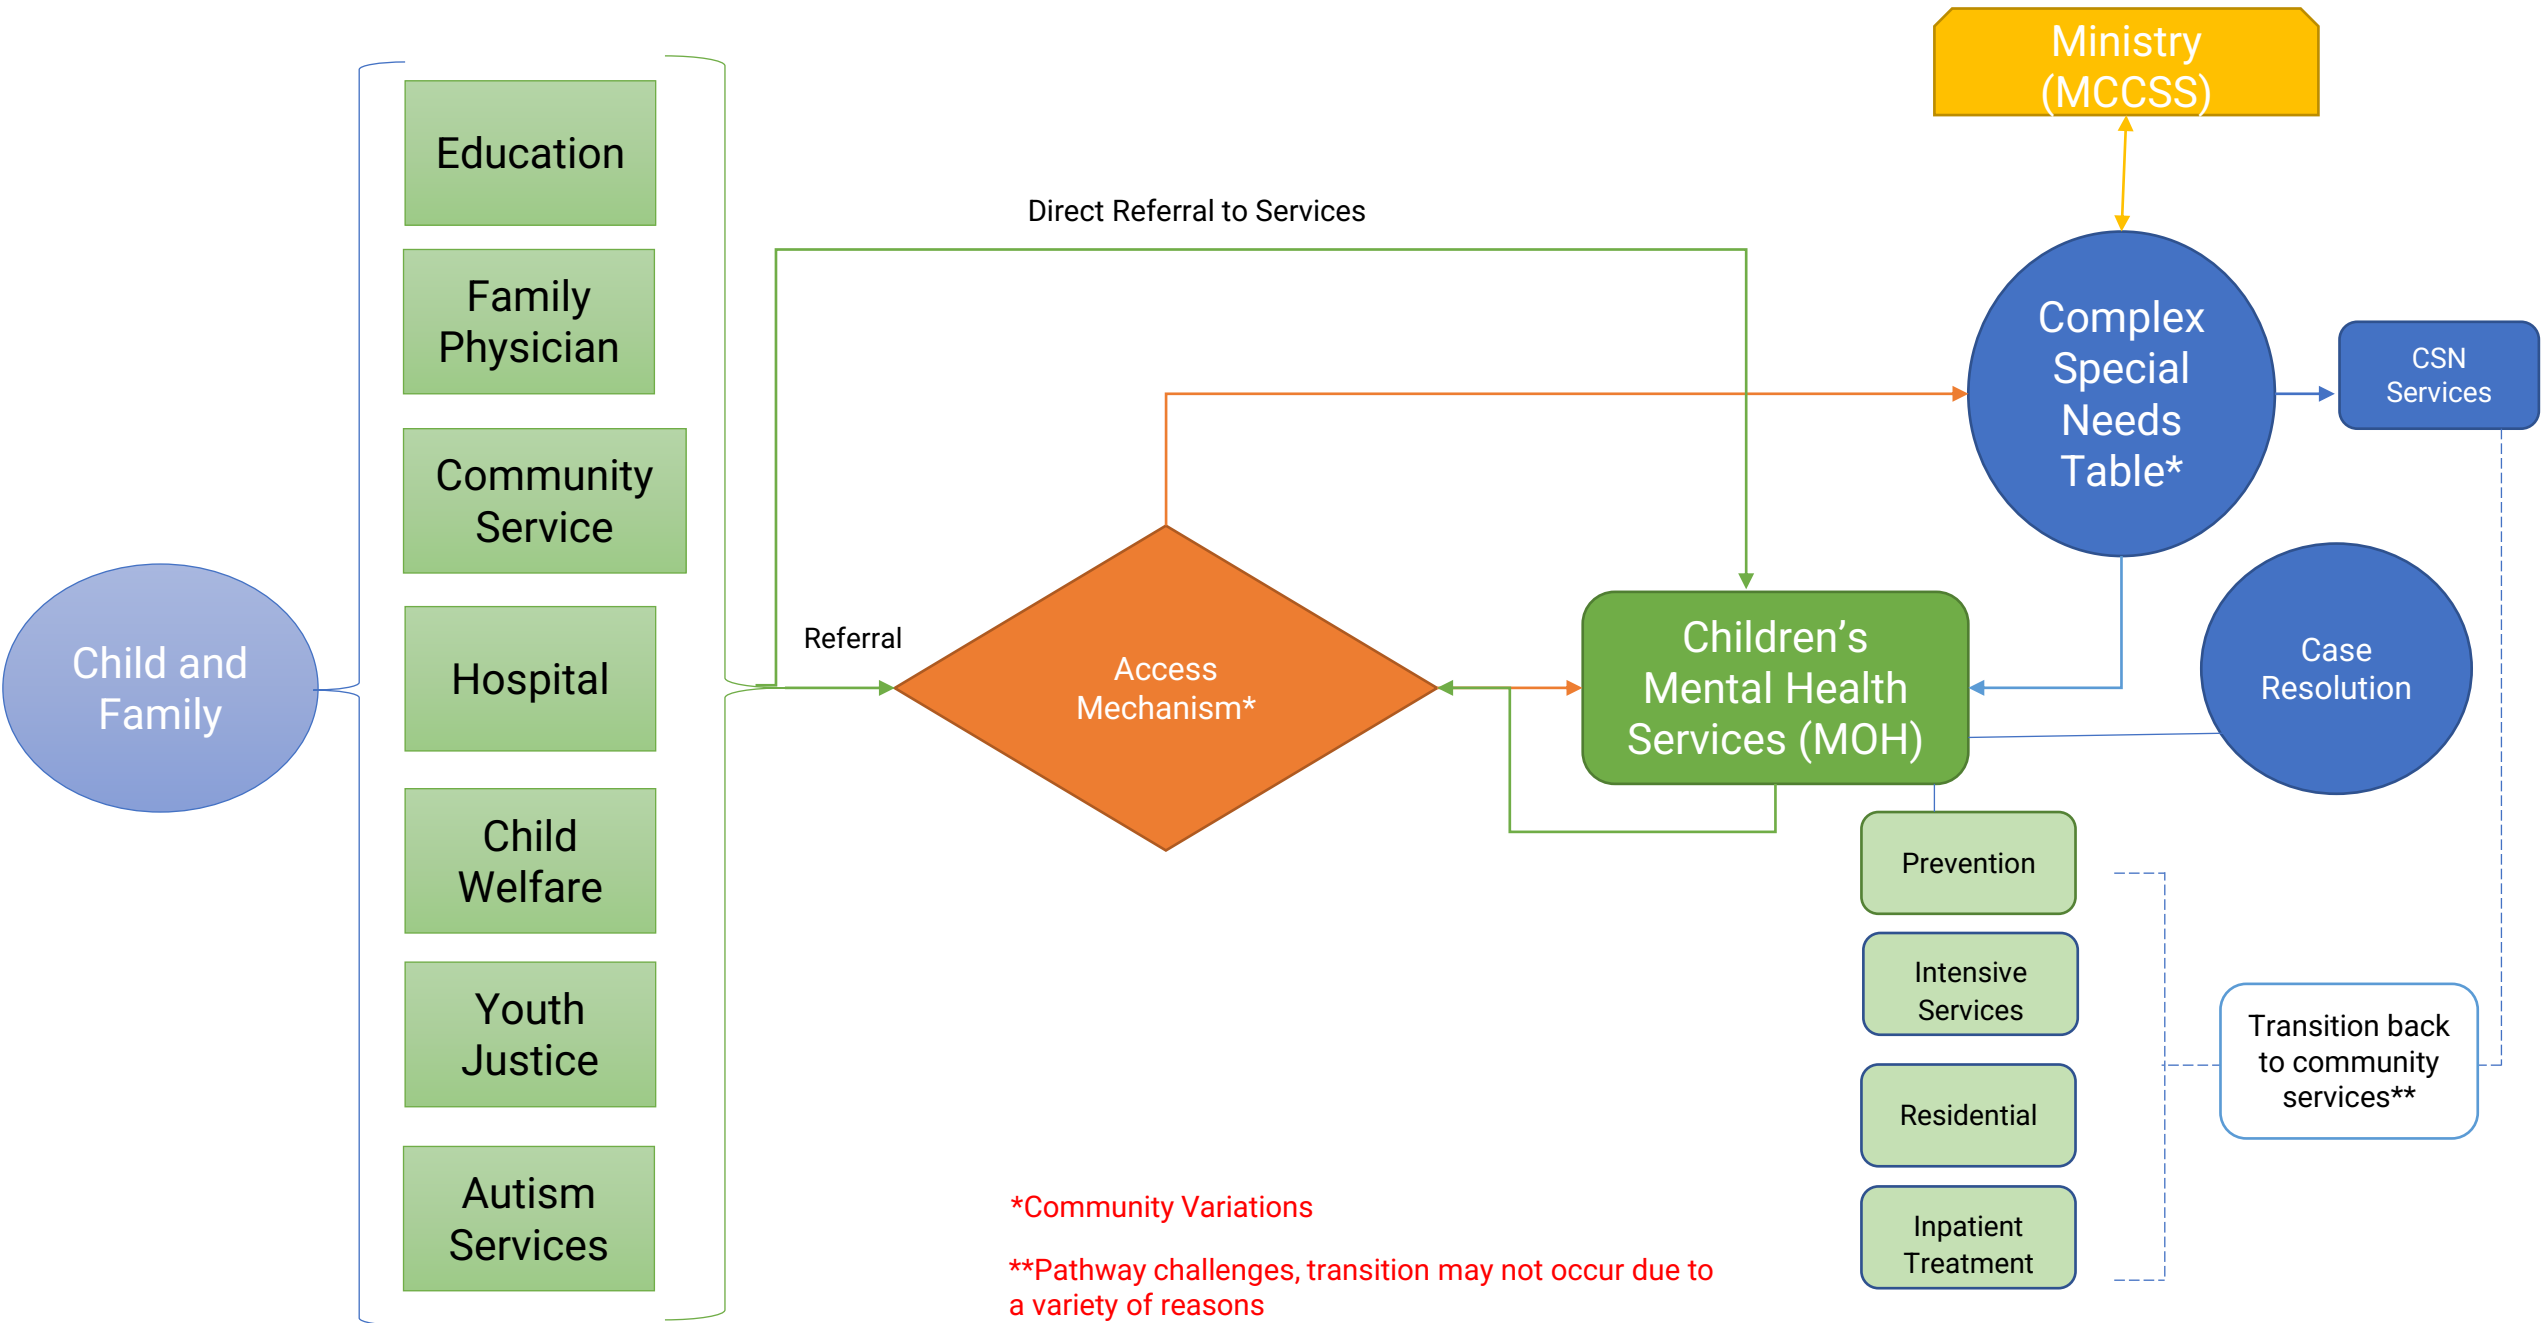 Ministry
(MCCSS)
Education
Direct Referral to Services
Family
Physician
Complex
Special
Needs
Table*
CSN
Services
Community
Service
Child and
Family
Hospital
Referral
Access
Mechanism*
Children’s
Mental Health
Services (MOH)
Case
Resolution
Child
Welfare
Prevention
Youth
Justice
Intensive
Services
Transition back
to community
services**
Residential
Autism
Services
Inpatient
Treatment
*Community Variations
**Pathway challenges, transition may not occur due to
a variety of reasons